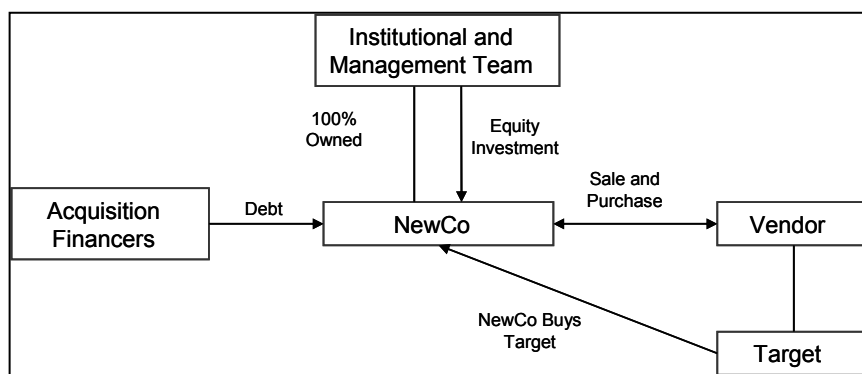 Institutional and
Management Team
100%
Owned
Equity
Investment
Sale and
Purchase
Acquisition
Financers
Debt
NewCo
Vendor
NewCo Buys
Target
Target